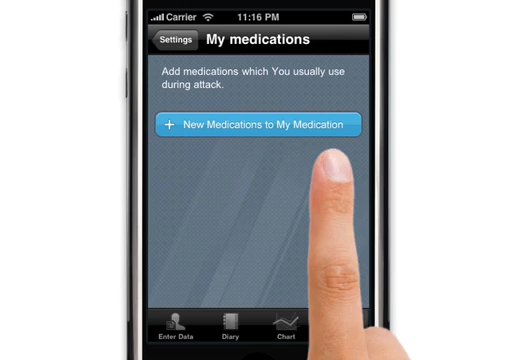 Carrier 11:16 PM
Settings My medications
Add medications which You usually use
during attack.
+ New Medications to My Medication
Enter Data Diary Chart